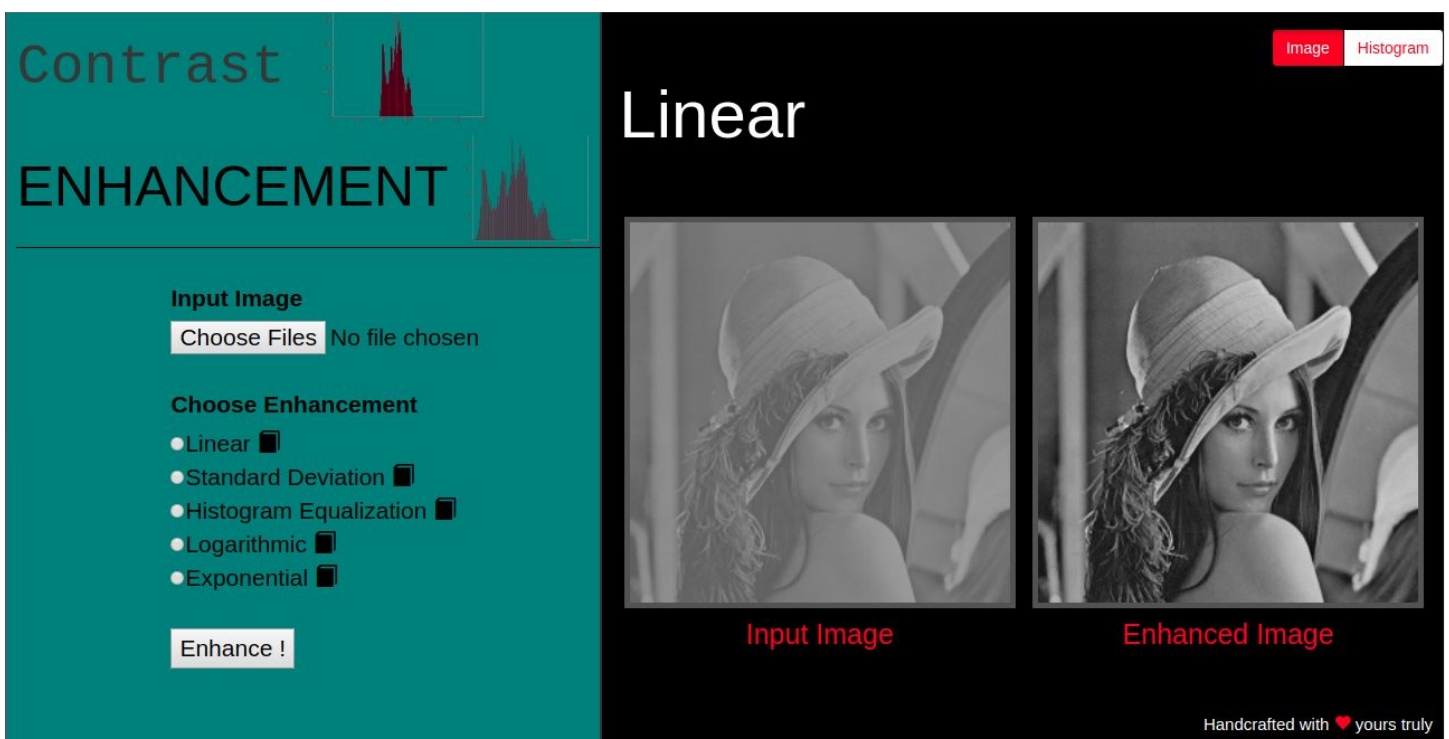 Contrast
ENHANCEMENT
Input Image
Choose Files No file chosen
Choose Enhancement
Linear
Standard Deviation
Histogram Equalization
Logarithmic
Exponential
Enhance !
Image Histogram
Linear
Input Image Enhanced Image
Handcrafted with ❤ yours truly